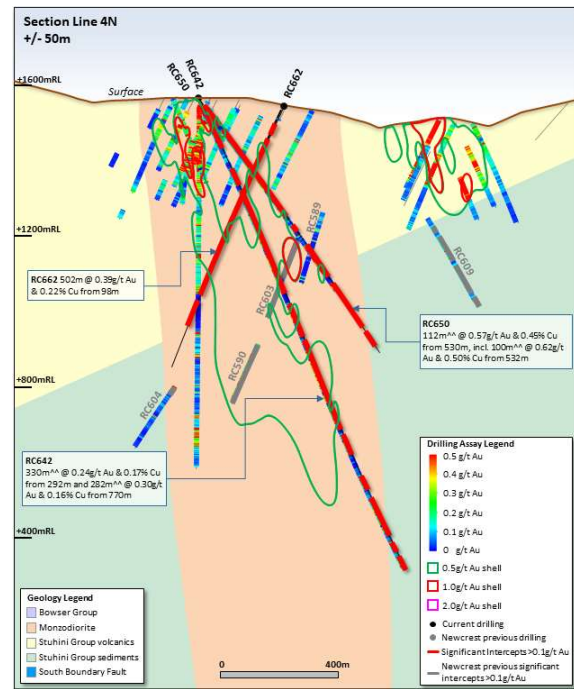 Section Line 4N
+/- 50m
RC650
RC642
RC662
+1600mRL
Surface
+1200mRL
RC589
RC609
RC662 502m @ 0.39g/t Au
& 0.22% Cu from 98m
RC603
RC650
112m^^ @ 0.57g/t Au & 0.45% Cu
from 530m, incl. 100m^^ @ 0.62g/t
Au & 0.50% Cu from 532m
RC590
+800mRL
RC604
RC642
330m^^ @ 0.24g/t Au & 0.17% Cu
from 292m and 282m^^ @ 0.30g/t
Au & 0.16% Cu from 770m
+400mRL
Drilling Assay Legend
0.5 g/t Au
0.4 g/t Au
0.3 g/t Au
0.2 g/t Au
0.1 g/t Au
0 g/t Au
0.5g/t Au shell
1.0g/t Au shell
2.0g/t Au shell
Current drilling
Newcrest previous drilling
Significant Intercepts >0.1g/t Au
Newcrest previous significant
intercepts >0.1g/t Au
Geology Legend
Bowser Group
Monzodiorite
Stuhini Group volcanics
Stuhini Group sediments
South Boundary Fault
0
400m